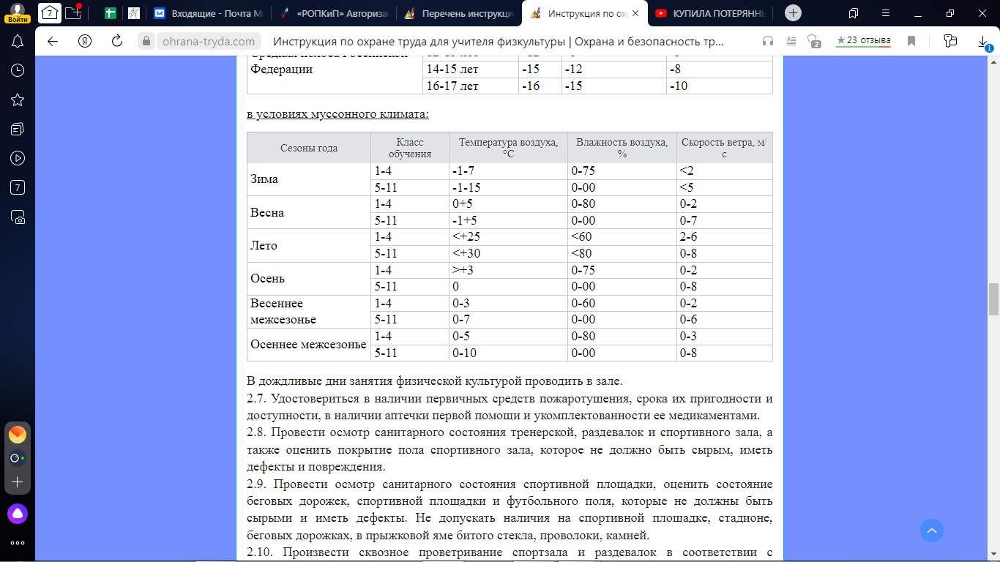 Войти
7
Входящие - Почта Ma
«РОПКиП» Авториза
Перечень инструкци
Инструкция по ох
КУПИЛА ПОТЕРЯНН
ohrana-tryda.com
Инструкция по охране труда для учителя физкультуры | Охрана и безопасность тр...
2
★ 23 отзыва
1
7
Федерации
14-15 лет -15 -12 -8
16-17 лет -16 -15 -10
в условиях муссонного климата:
Сезоны года Класс обучения Температура воздуха, °С Влажность воздуха, % Скорость ветра, м/с
Зима 1-4 -1-7 0-75 <2
5-11 -1-15 0-00 <5
Весна 1-4 0+5 0-80 0-2
5-11 -1+5 0-00 0-7
Лето 1-4 <+25 <60 2-6
5-11 <+30 <80 0-8
Осень 1-4 >+3 0-75 0-2
5-11 0 0-00 0-8
Весеннее 1-4 0-3 0-60 0-2
межсезонье 5-11 0-7 0-00 0-6
Осеннее межсезонье 1-4 0-5 0-80 0-3
5-11 0-10 0-00 0-8
В дождливые дни занятия физической культурой проводить в зале.
2.7. Удостовериться в наличии первичных средств пожаротушения, срока их пригодности и
доступности, в наличии аптечки первой помощи и укомплектованности ее медикаментами.
2.8. Провести осмотр санитарного состояния тренерской, раздевалок и спортивного зала, а
также оценить покрытие пола спортивного зала, которое не должно быть сырым, иметь
дефекты и повреждения.
2.9. Провести осмотр санитарного состояния спортивной площадки, оценить состояние
беговых дорожек, спортивной площадки и футбольного поля, которые не должны быть
сырыми и иметь дефекты. Не допускать наличия на спортивной площадке, стадионе,
беговых дорожках, в прыжковой яме битого стекла, проволоки, камней.
2.10. Произвести сквозное проветривание спортзала и раздевалок в соответствии с